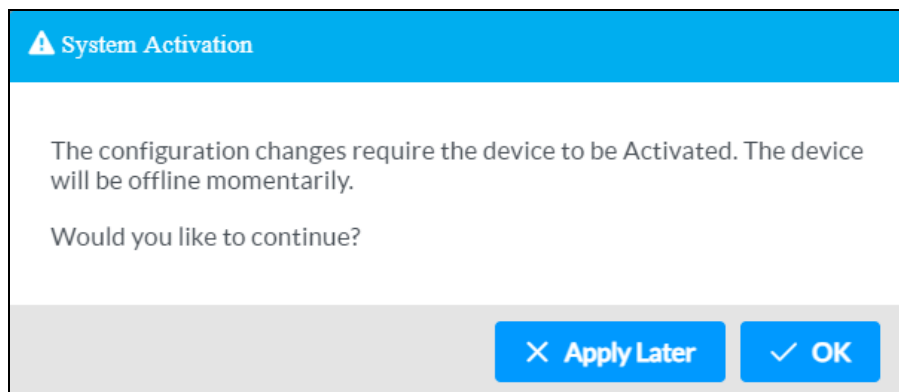 System Activation
The configuration changes require the device to be Activated. The device
will be offline momentarily.
Would you like to continue?
Apply Later
OK